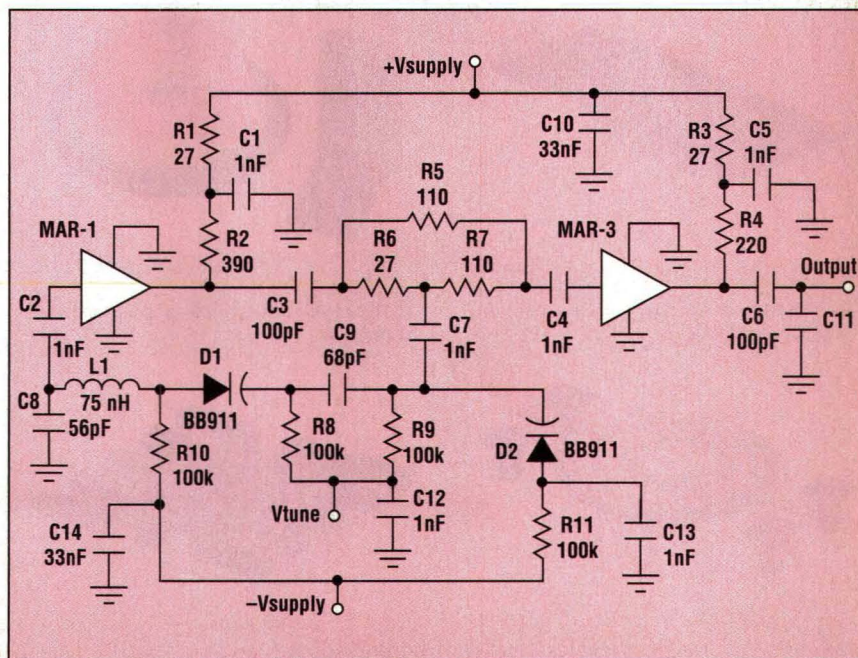 +Vsupply
R1
27
C1
1nF
C10
33nF
R3
27
C5
1nF
R5
110
MAR-1
R2
390
R6
27
R7
110
MAR-3
R4
220
Output
C2
1nF
C3
100pF
C9
68pF
C7
1nF
C4
1nF
C6
100pF
C11
L1
75 nH
D1
BB911
C8
56pF
R10
100k
R8
100k
R9
100k
D2
BB911
Vtune
C12
1nF
C14
33nF
R11
100k
C13
1nF
–Vsupply